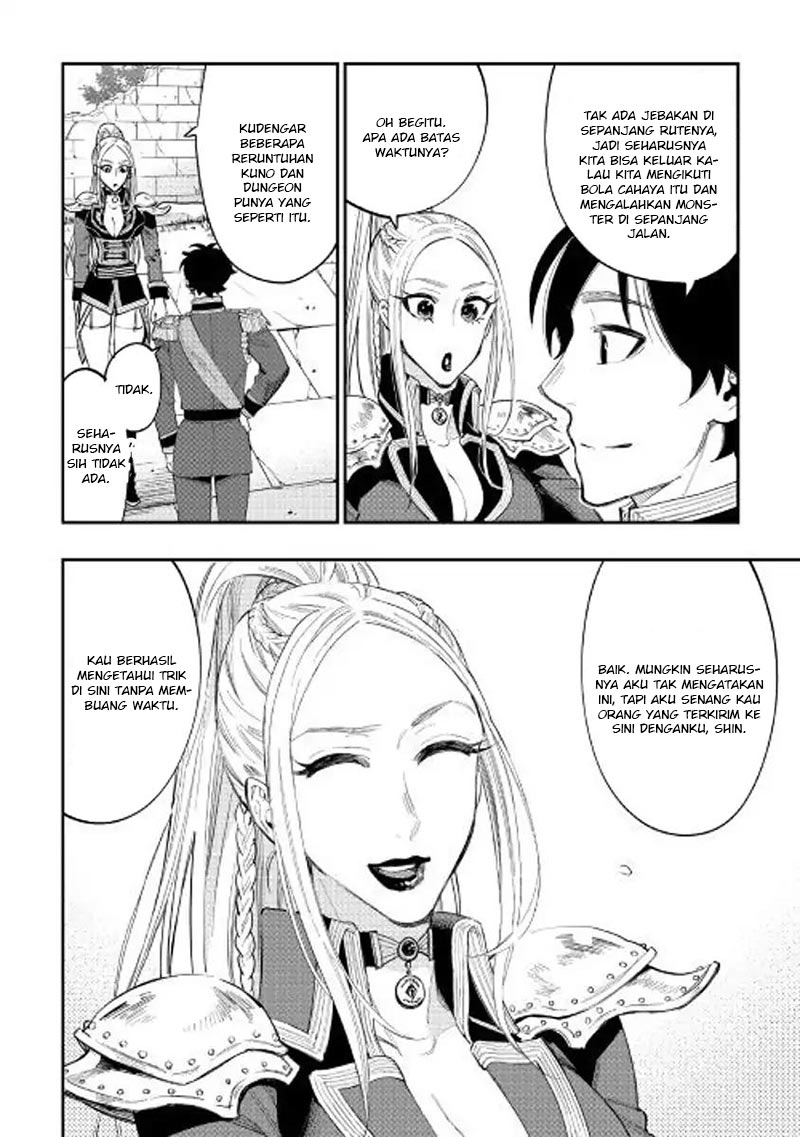 TAK ADA JEBAKAN DI
SEPANJANG RUTENYA,
JADI SEHARUSNYA
KITA BISA KELUAR KA-
LAU KITA MENGIKUTI
BOLA CAHAYA ITU DAN
MENGALAHKAN MONS-
TER DI SEPANJANG
JALAN.
OH BEGITU.
APA ADA BATAS
WAKTUNYA?
KUDENGAR
BEBERAPA
RERUNTUHAN
KUNO DAN
DUNGEON
PUNYA YANG
SEPERTI ITU.
TIDAK.
SEHA-
RUSNYA
SIH TIDAK
ADA.
BAIK. MUNGKIN SEHARUS-
NYA AKU TAK MENGATAKAN
INI, TAPI AKU SENANG KAU
ORANG YANG TERKIRIM KE
SINI DENGANKU, SHIN.
KAU BERHASIL
MENGETAHUI TRIK
DI SINI TANPA MEM-
BUANG WAKTU.